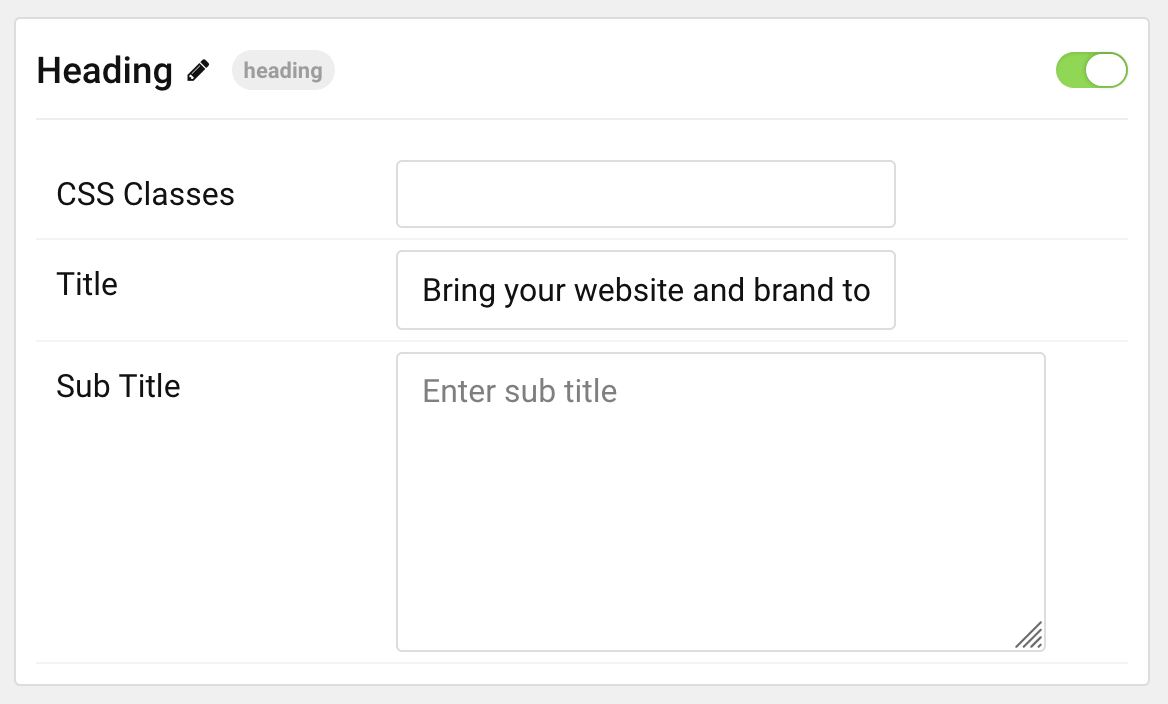 Heading heading
CSS Classes
Title Bring your website and brand to
Sub Title Enter sub title